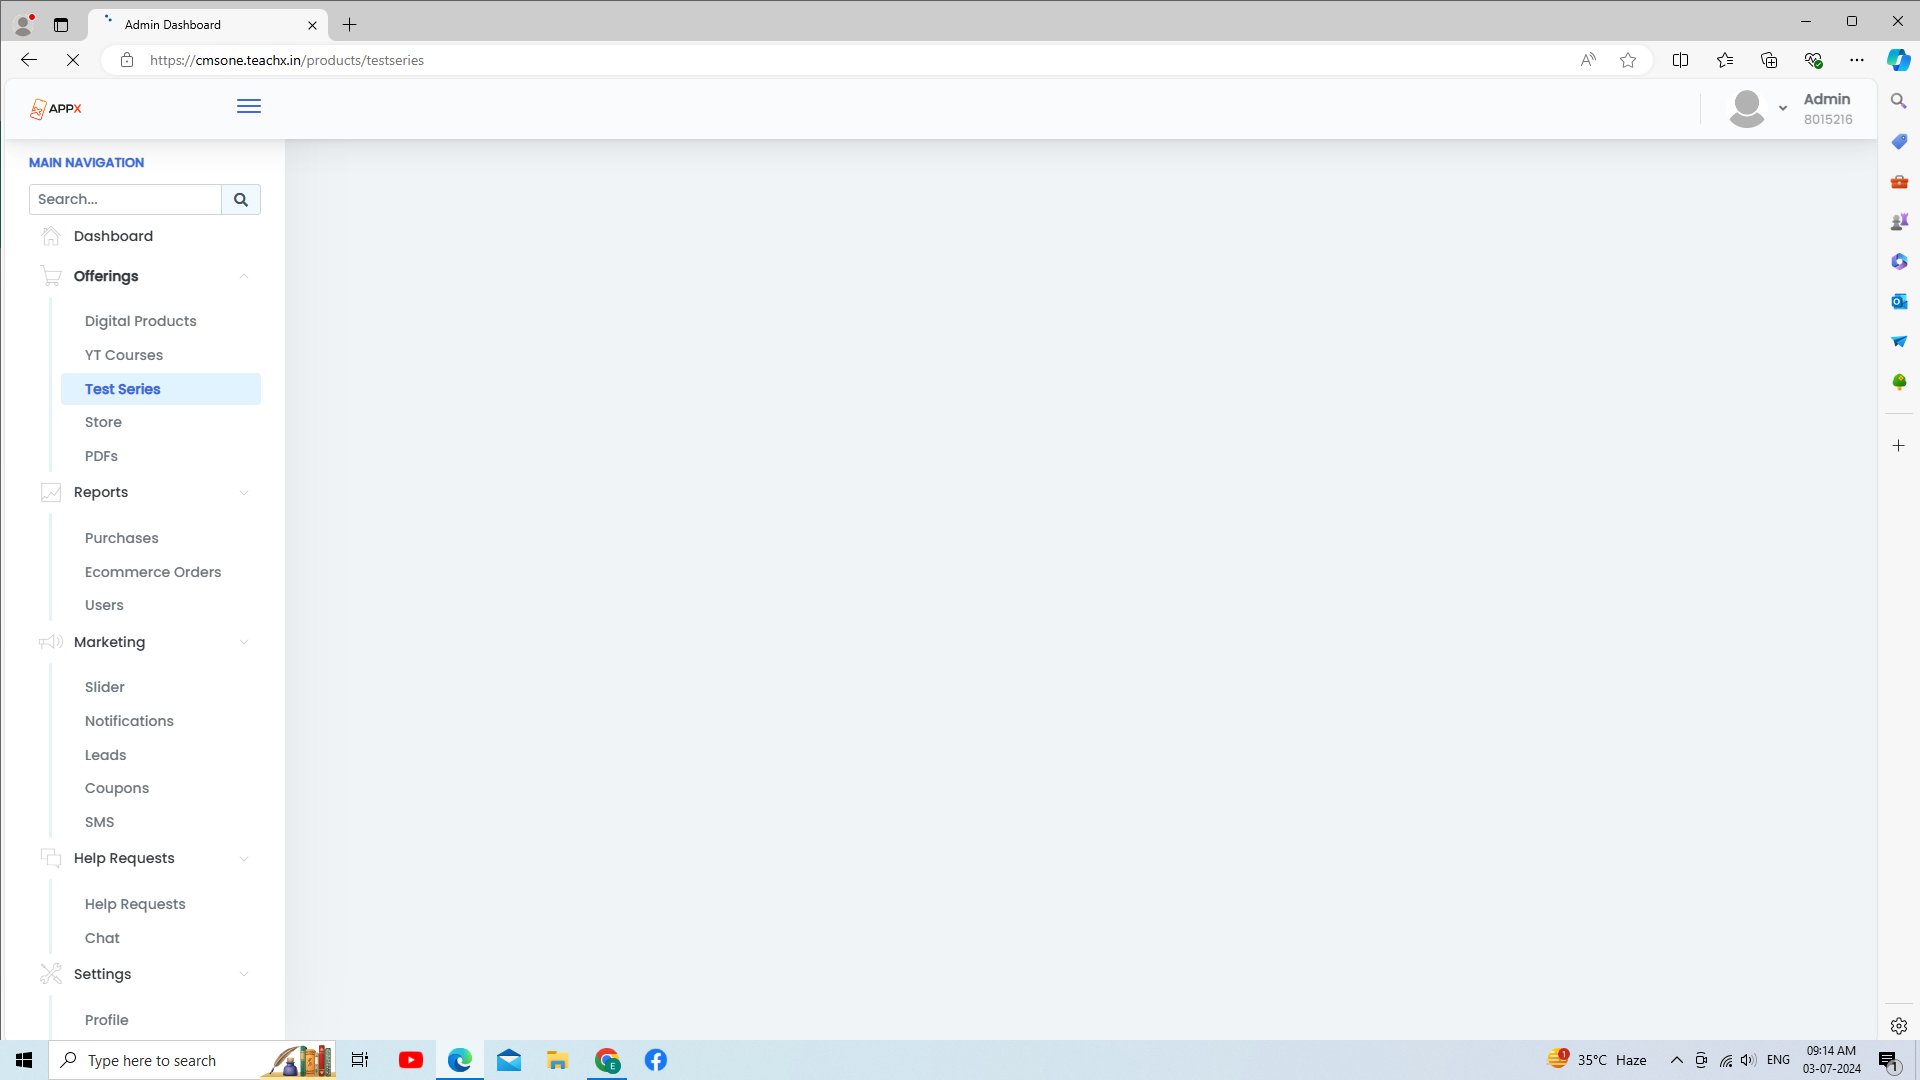 Admin Dashboard
https://cmsone.teachx.in/products/testseries
APPX
Admin
8015216
MAIN NAVIGATION
Search...
Dashboard
Offerings
Digital Products
YT Courses
Test Series
Store
PDFs
Reports
Purchases
Ecommerce Orders
Users
Marketing
Slider
Notifications
Leads
Coupons
SMS
Help Requests
Help Requests
Chat
Settings
Profile
Type here to search
E
1
35°C Haze
ENG
09:14 AM
03-07-2024
1